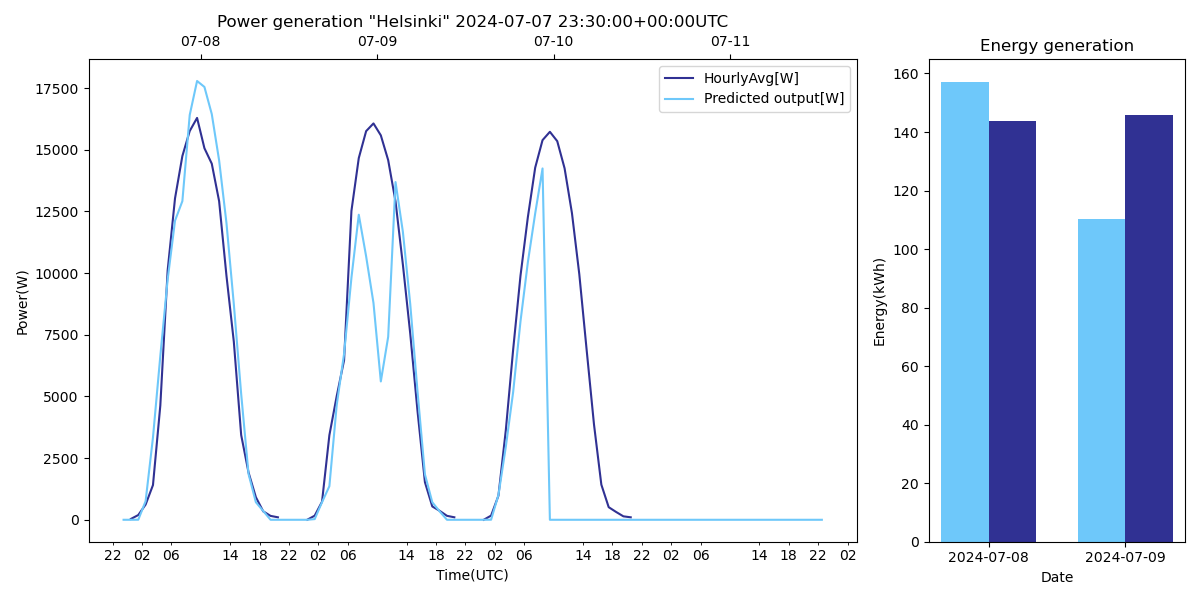 Power generation "Helsinki" 2024-07-07 23:30:00+00:00UTC
07-08 07-09 07-10 07-11
HourlyAvg[W]
Predicted output[W]
17500
15000
12500
10000
7500
5000
2500
0
Power(W)
22 02 06 14 18 22 02 06 14 18 22 02 06 14 18 22 02 06 14 18 22 02
Time(UTC)
Energy generation
160
140
120
100
80
60
40
20
0
Energy(kWh)
2024-07-08 2024-07-09
Date